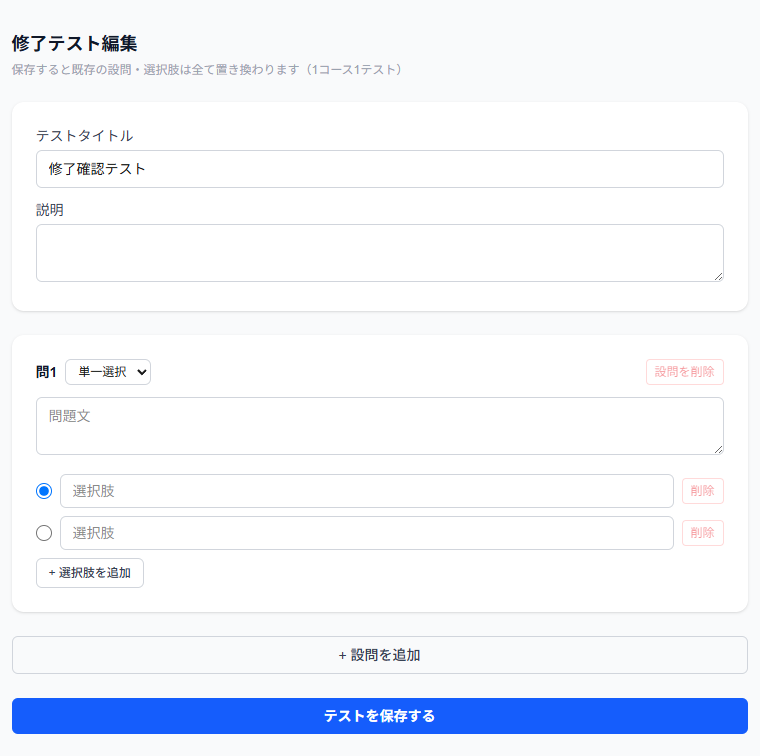 修了テスト編集
保存すると既存の設問・選択肢は全て置き換わります（1コース1テスト）
テストタイトル
修了確認テスト
説明
問1 単一選択 設問を削除
問題文
選択肢 削除
選択肢 削除
+ 選択肢を追加
+ 設問を追加
テストを保存する